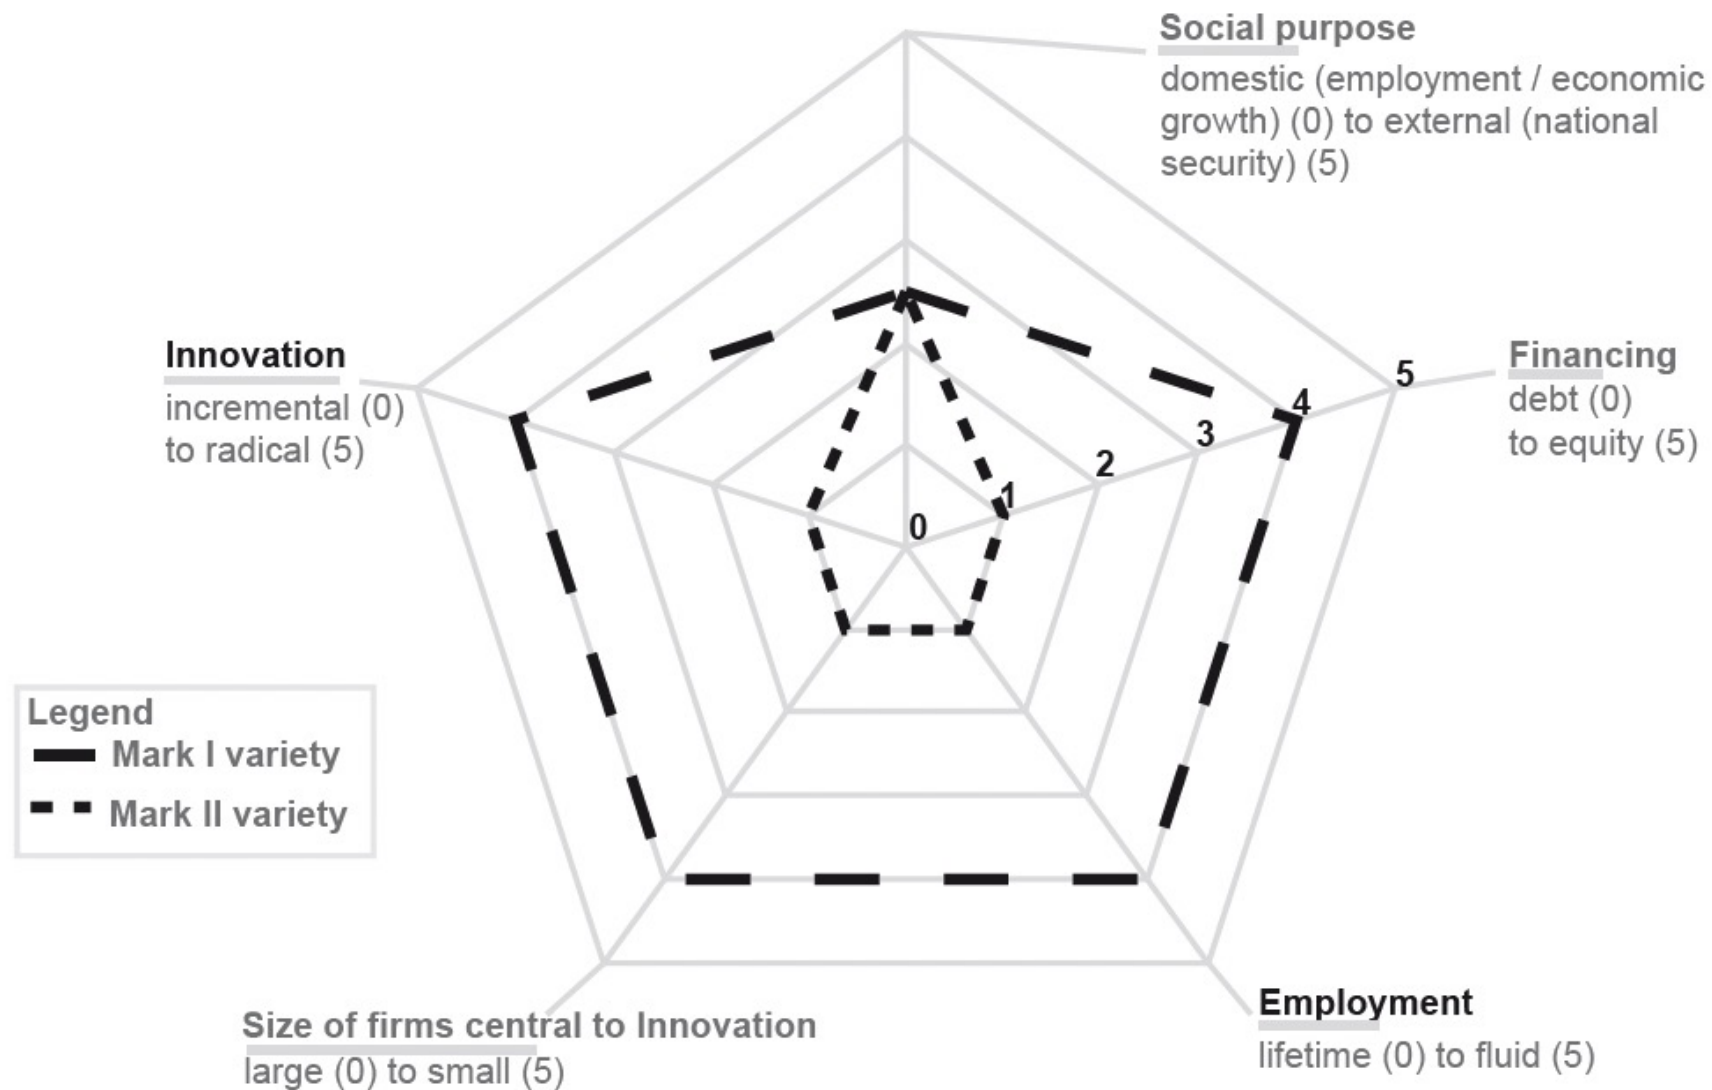 Social purpose
domestic (employment / economic
growth) (0) to external (national
security) (5)
Innovation
incremental (0)
to radical (5)
Financing
debt (0)
to equity (5)
5
4
3
2
1
0
Legend
Mark I variety
Mark II variety
Size of firms central to Innovation
large (0) to small (5)
Employment
lifetime (0) to fluid (5)